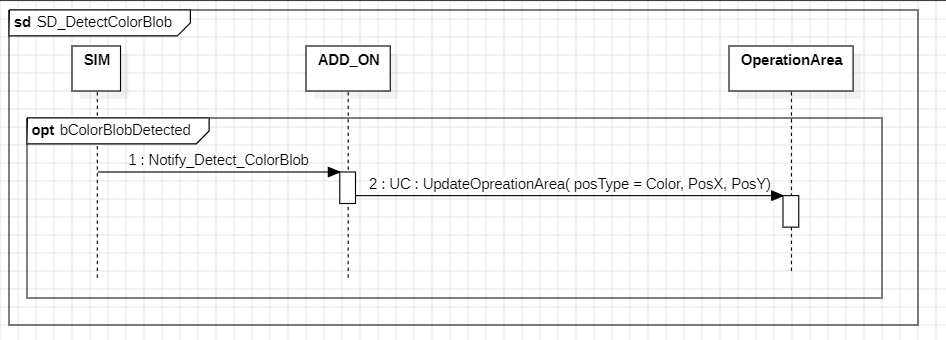 sd SD_DetectColorBlob
SIM
ADD_ON
OperationArea
opt bColorBlobDetected
1 : Notify_Detect_ColorBlob
2 : UC : UpdateOpreationArea( posType = Color, PosX, PosY)